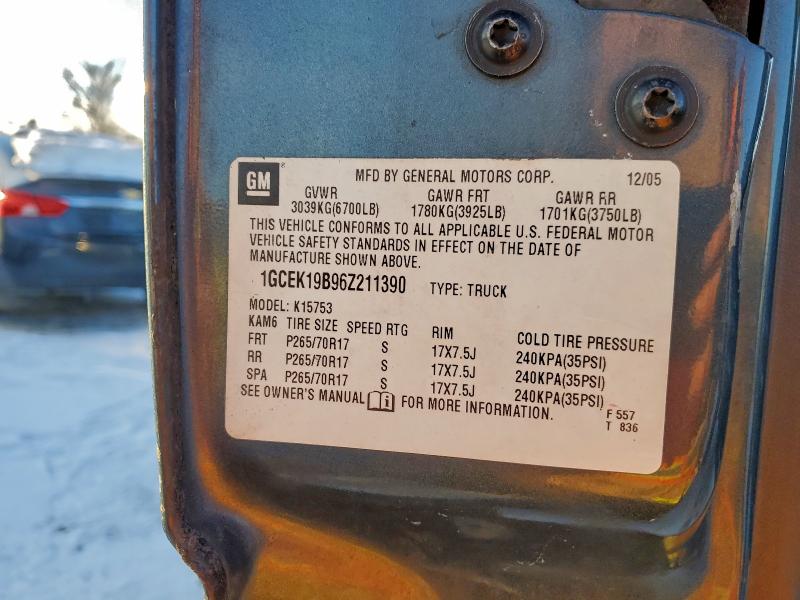 GM MFD BY GENERAL MOTORS CORP. 12/05
GVWR GAWR FRT GAWR RR
3039KG(6700LB) 1780KG(3925LB) 1701KG(3750LB)
THIS VEHICLE CONFORMS TO ALL APPLICABLE U.S. FEDERAL MOTOR
VEHICLE SAFETY STANDARDS IN EFFECT ON THE DATE OF
MANUFACTURE SHOWN ABOVE.
1GCEK19B96Z211390 TYPE: TRUCK
MODEL: K15753
KAM6 TIRE SIZE SPEED RTG RIM COLD TIRE PRESSURE
FRT P265/70R17 S 17X7.5J 240KPA(35PSI)
RR P265/70R17 S 17X7.5J 240KPA(35PSI)
SPA P265/70R17 S 17X7.5J 240KPA(35PSI)
SEE OWNER'S MANUAL FOR MORE INFORMATION. F 557
T 836